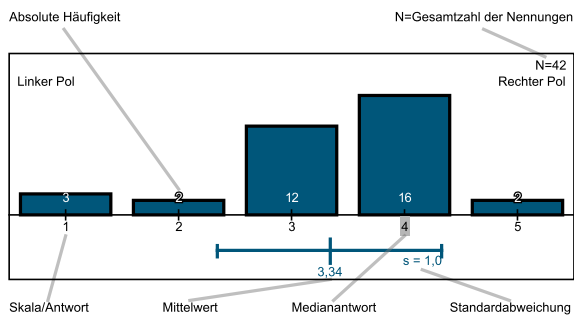 Absolute Häufigkeit
N=Gesamtzahl der Nennungen
N=42
Linker Pol
Rechter Pol
3
2
12
16
2
1
2
3
4
5
s = 1,0
3,34
Skala/Antwort
Mittelwert
Medianantwort
Standardabweichung